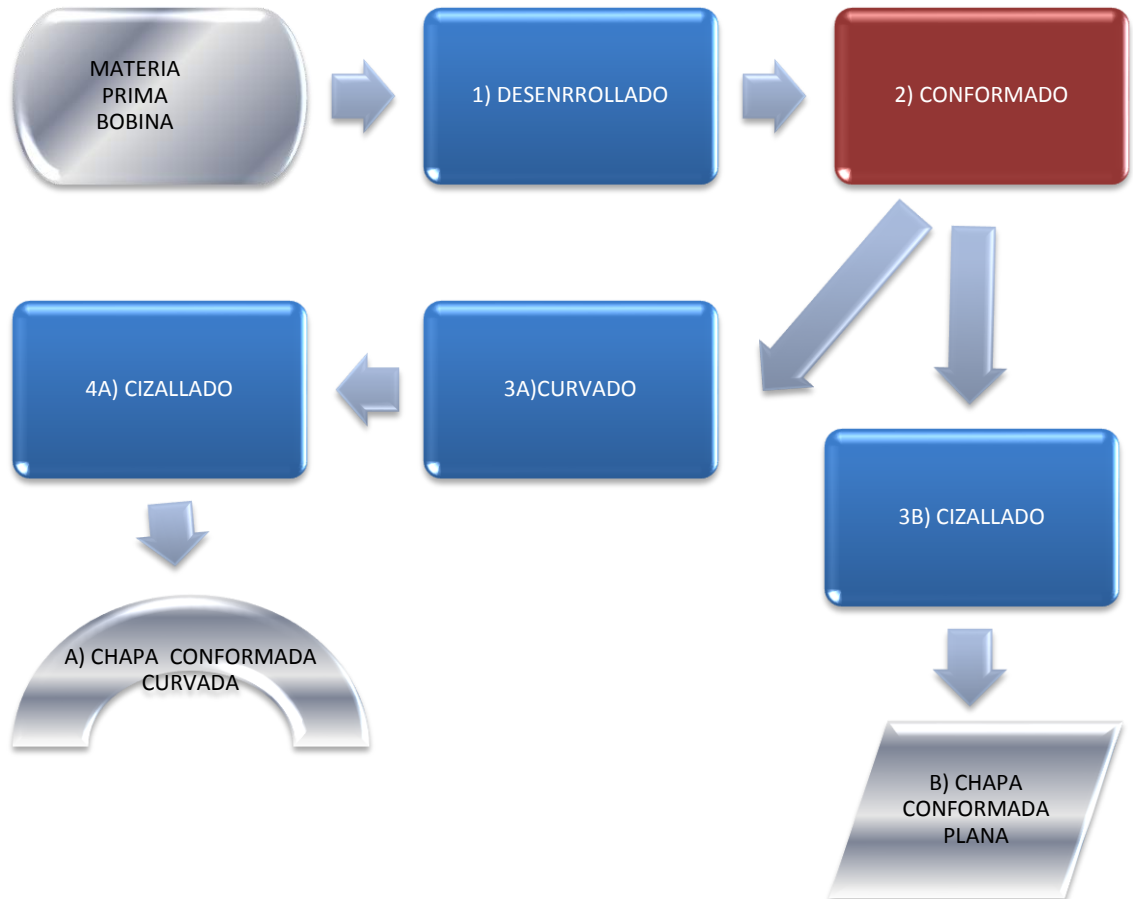 MATERIA
PRIMA
BOBINA
1) DESENRROLLADO
2) CONFORMADO
4A) CIZALLADO
3A)CURVADO
3B) CIZALLADO
A) CHAPA  CONFORMADA
CURVADA
B) CHAPA
CONFORMADA
PLANA